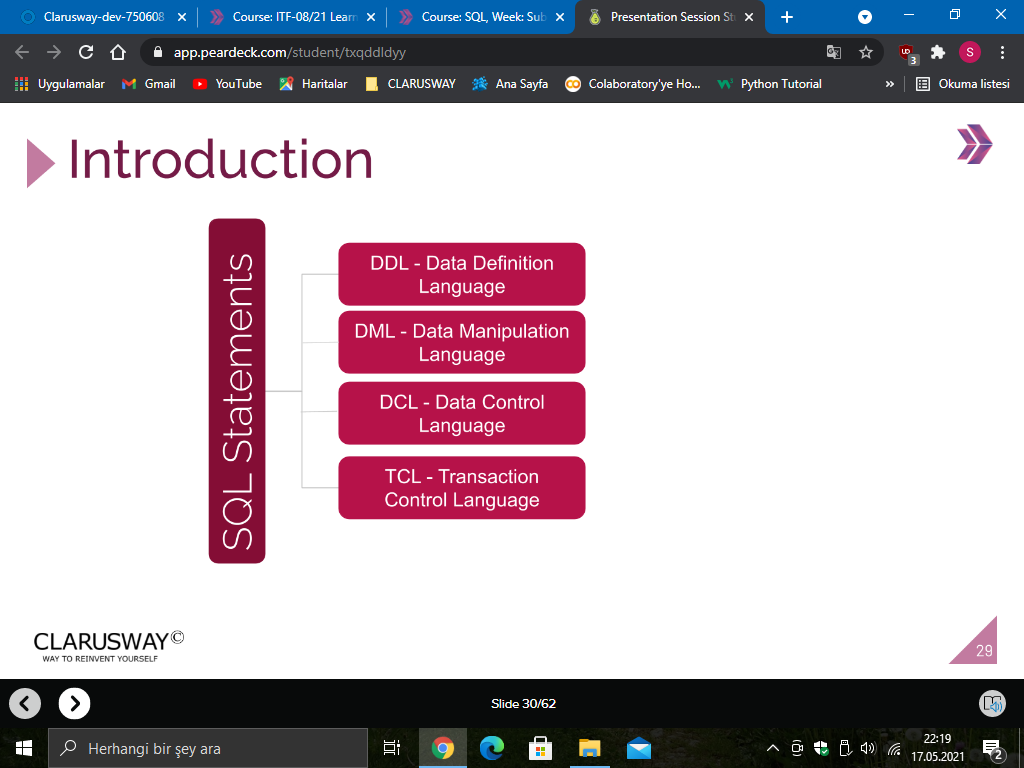 Clarusway-dev-750608
Course: ITF-08/21 Learn
Course: SQL, Week: Sub
Presentation Session St
app.peardeck.com/student/txqddldyy
3
S
Uygulamalar
Gmail
YouTube
Haritalar
CLARUSWAY
Ana Sayfa
Colaboratory'ye Ho...
Python Tutorial
»
Okuma listesi
Introduction
SQL Statements
DDL - Data Definition
Language
DML - Data Manipulation
Language
DCL - Data Control
Language
TCL - Transaction
Control Language
CLARUSWAY©
WAY TO REINVENT YOURSELF
29
Slide 30/62
Herhangi bir şey ara
22:19
17.05.2021
2